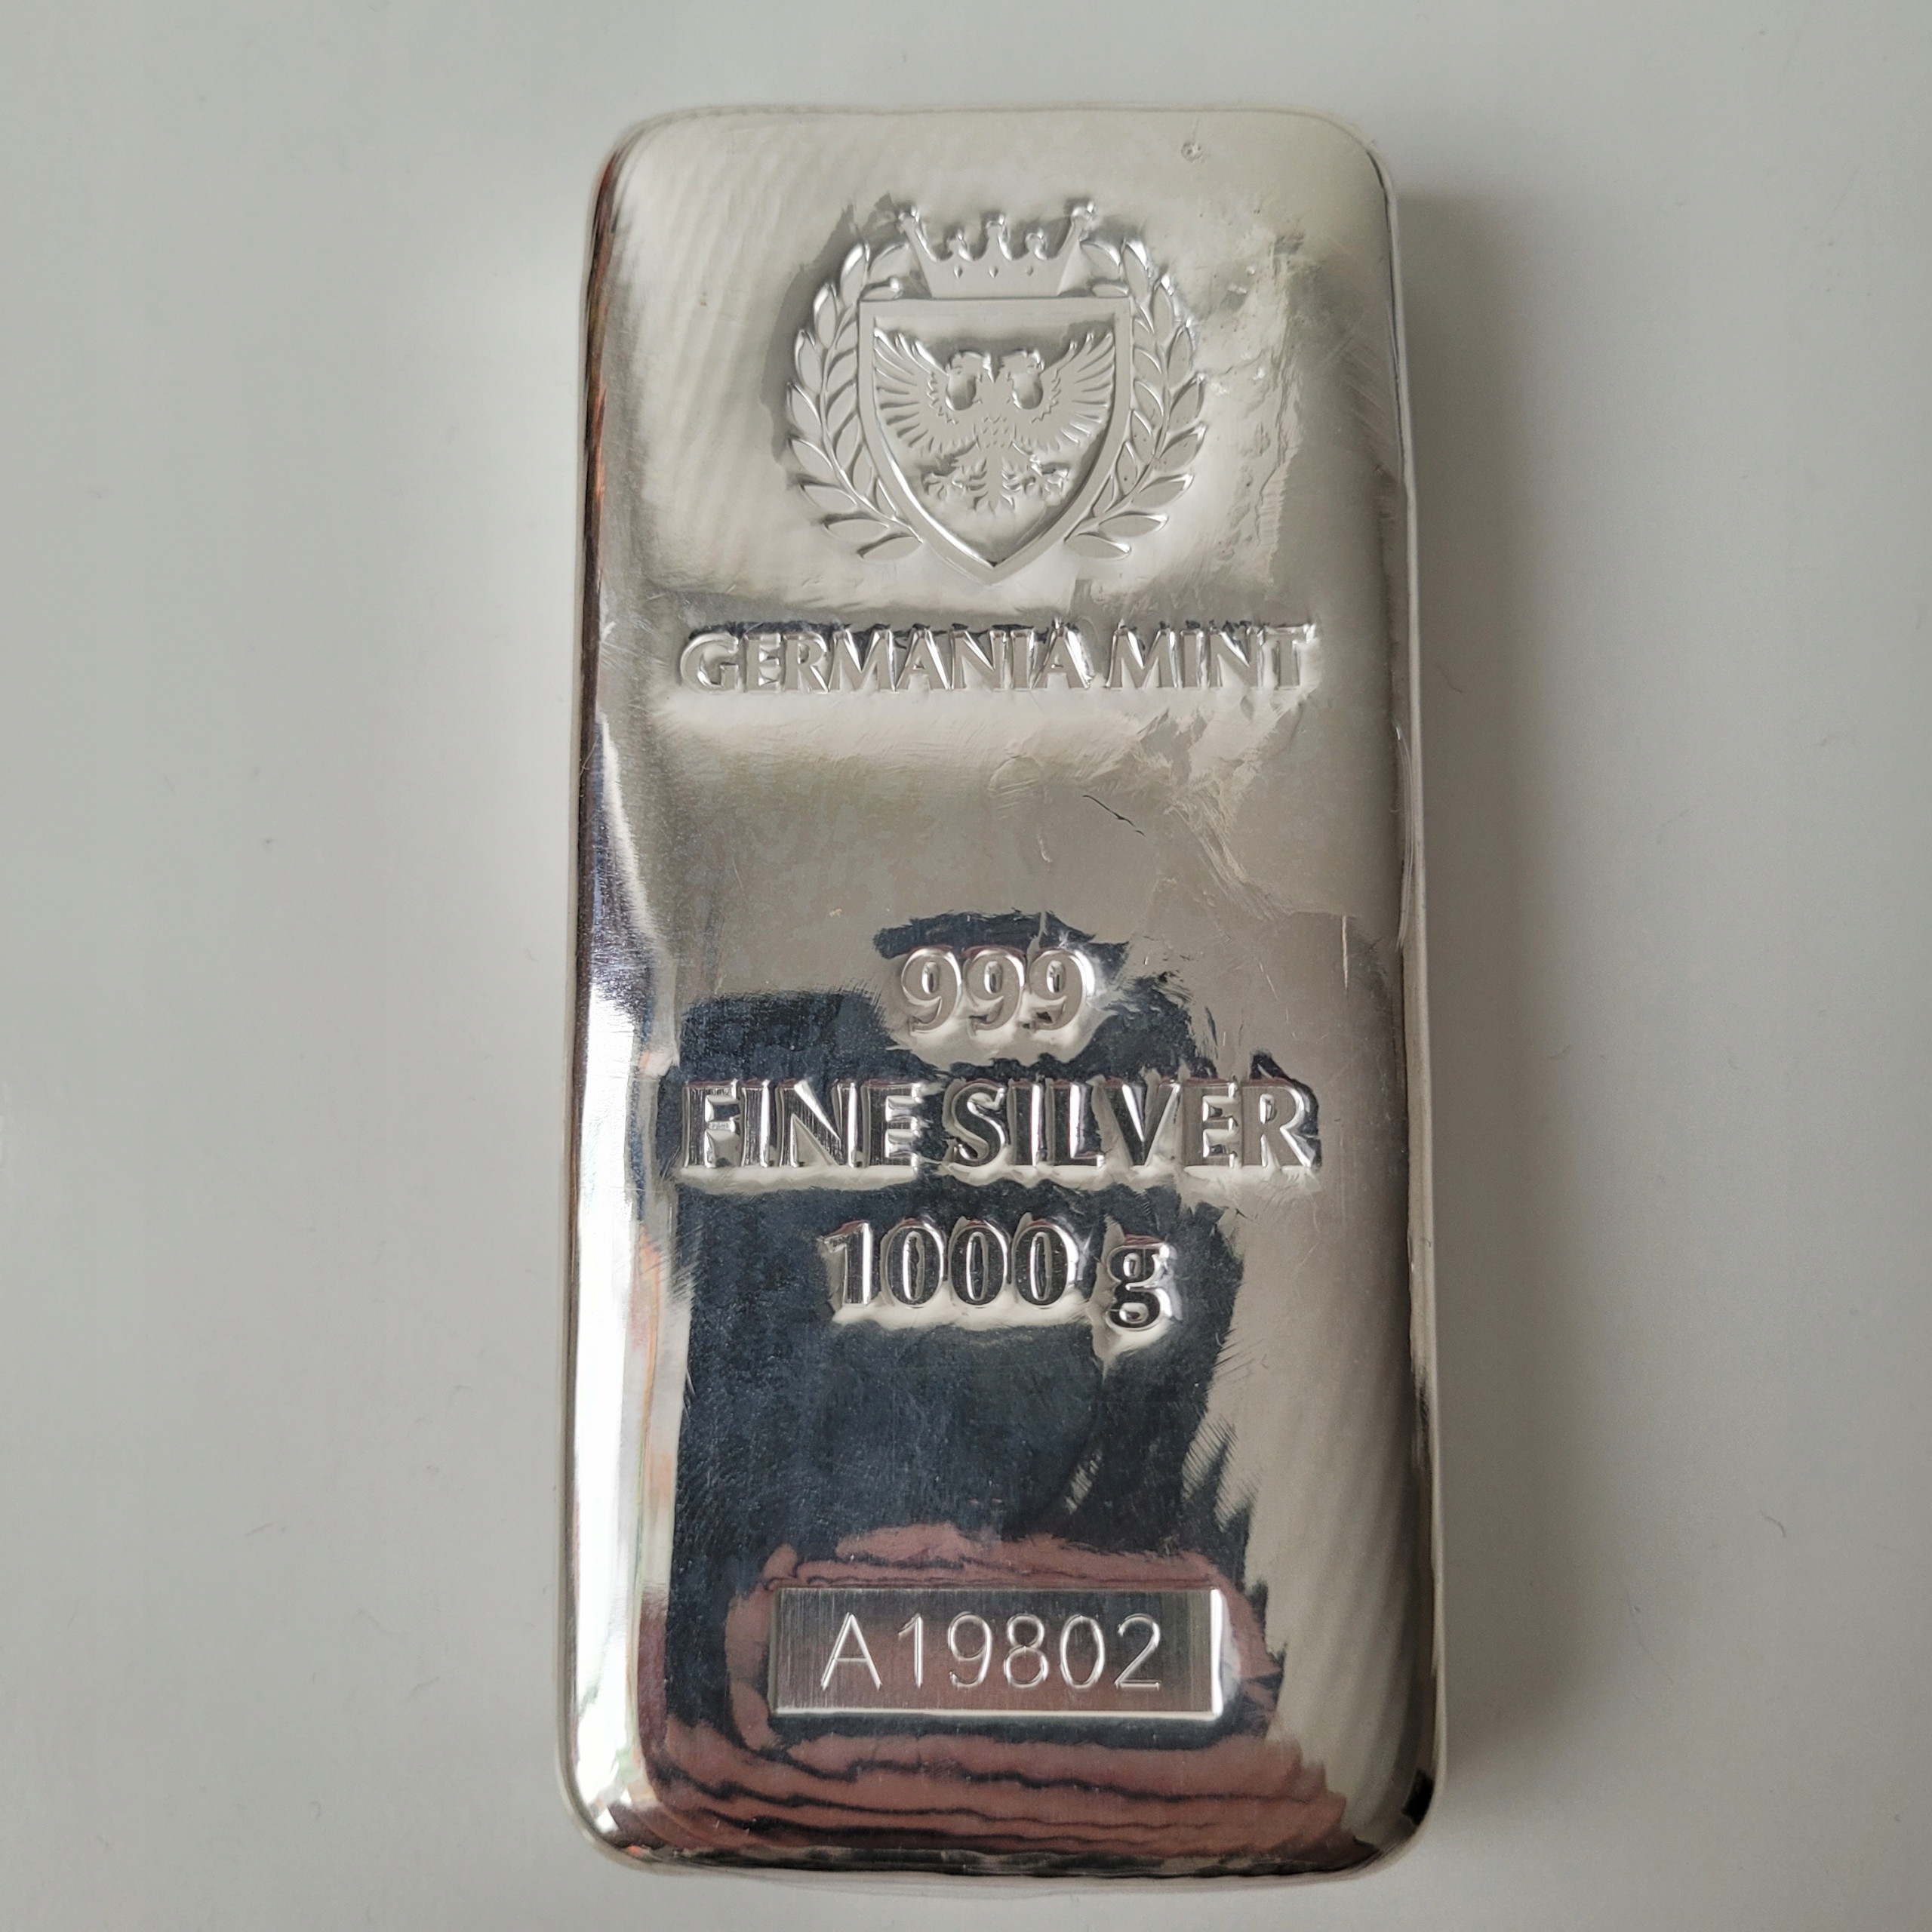 GERMANIA MINT
999
FINE SILVER
1000 g
A19802